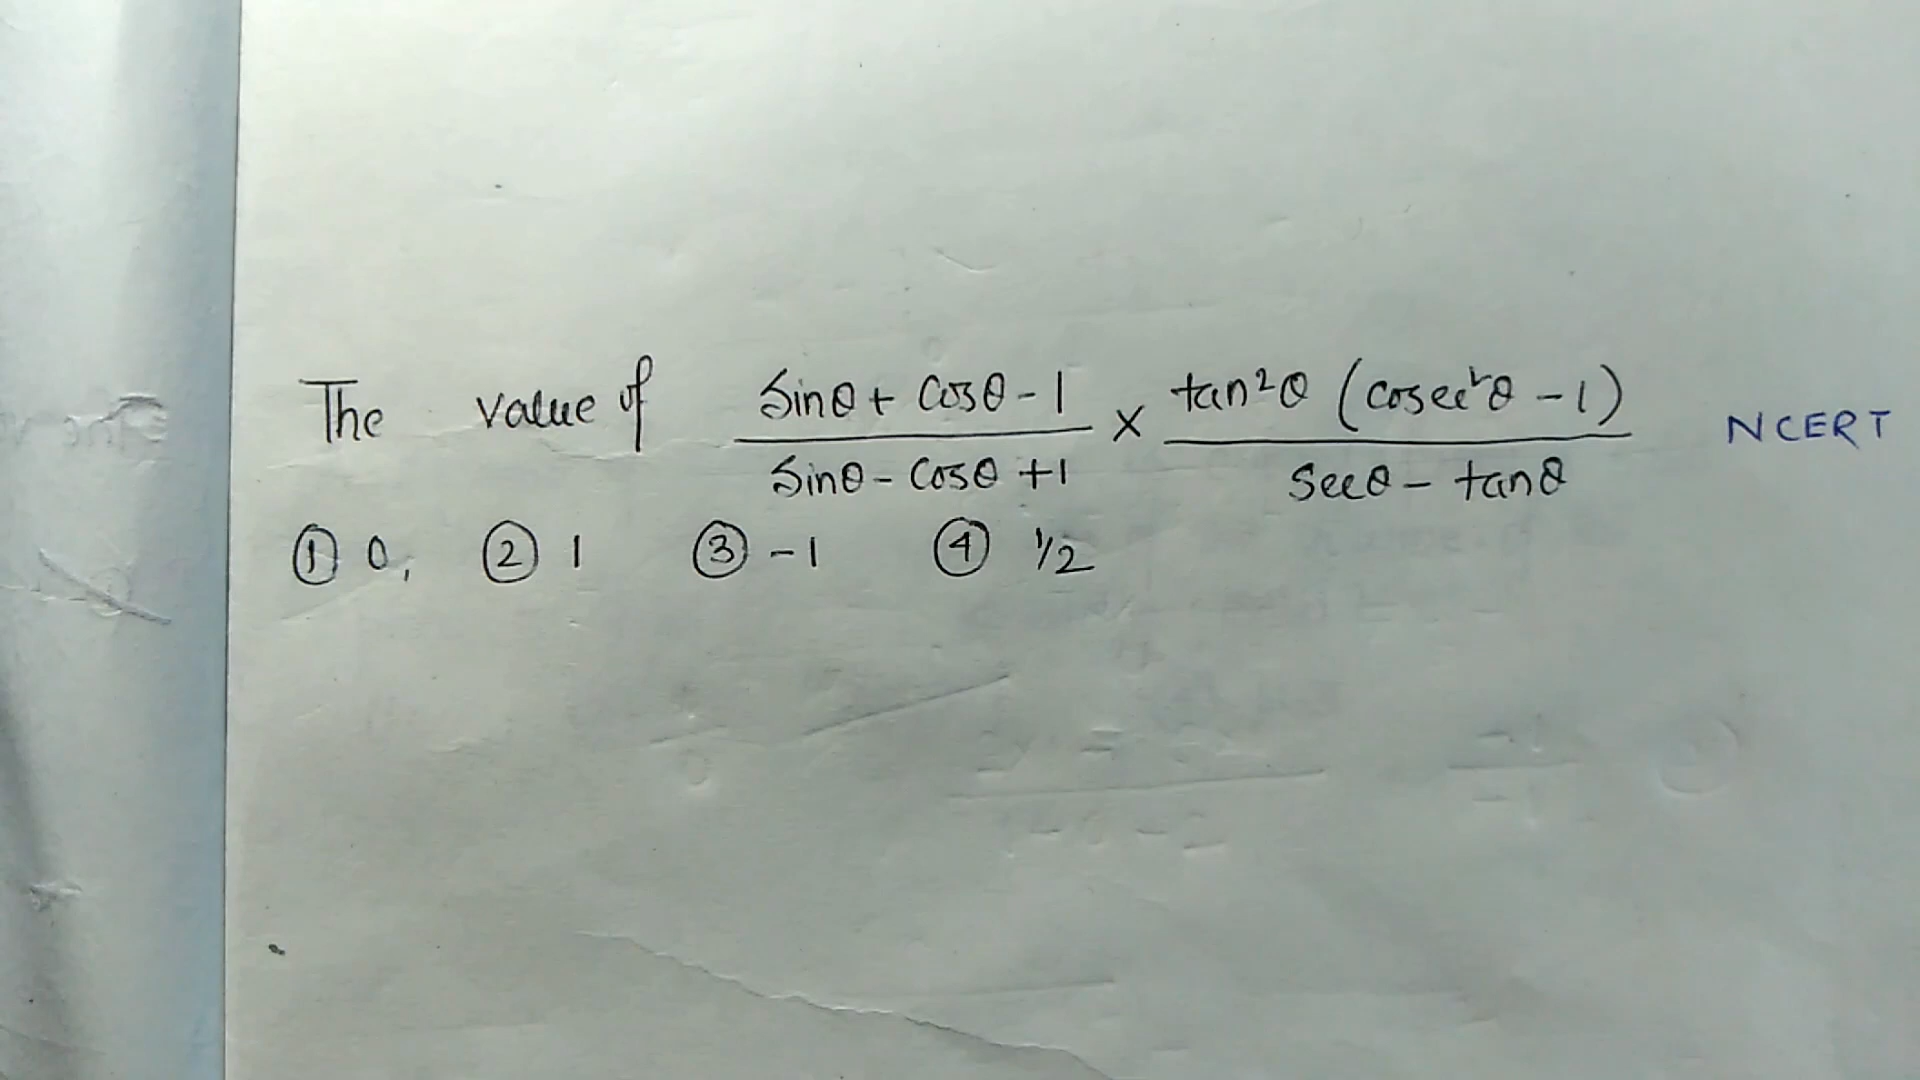 The value of (sinθ + cosθ - 1)/(sinθ - cosθ + 1) × (tan²θ (cosec²θ - 1))/(secθ - tanθ) NCERT
① 0, ② 1 ③ -1 ④ 1/2